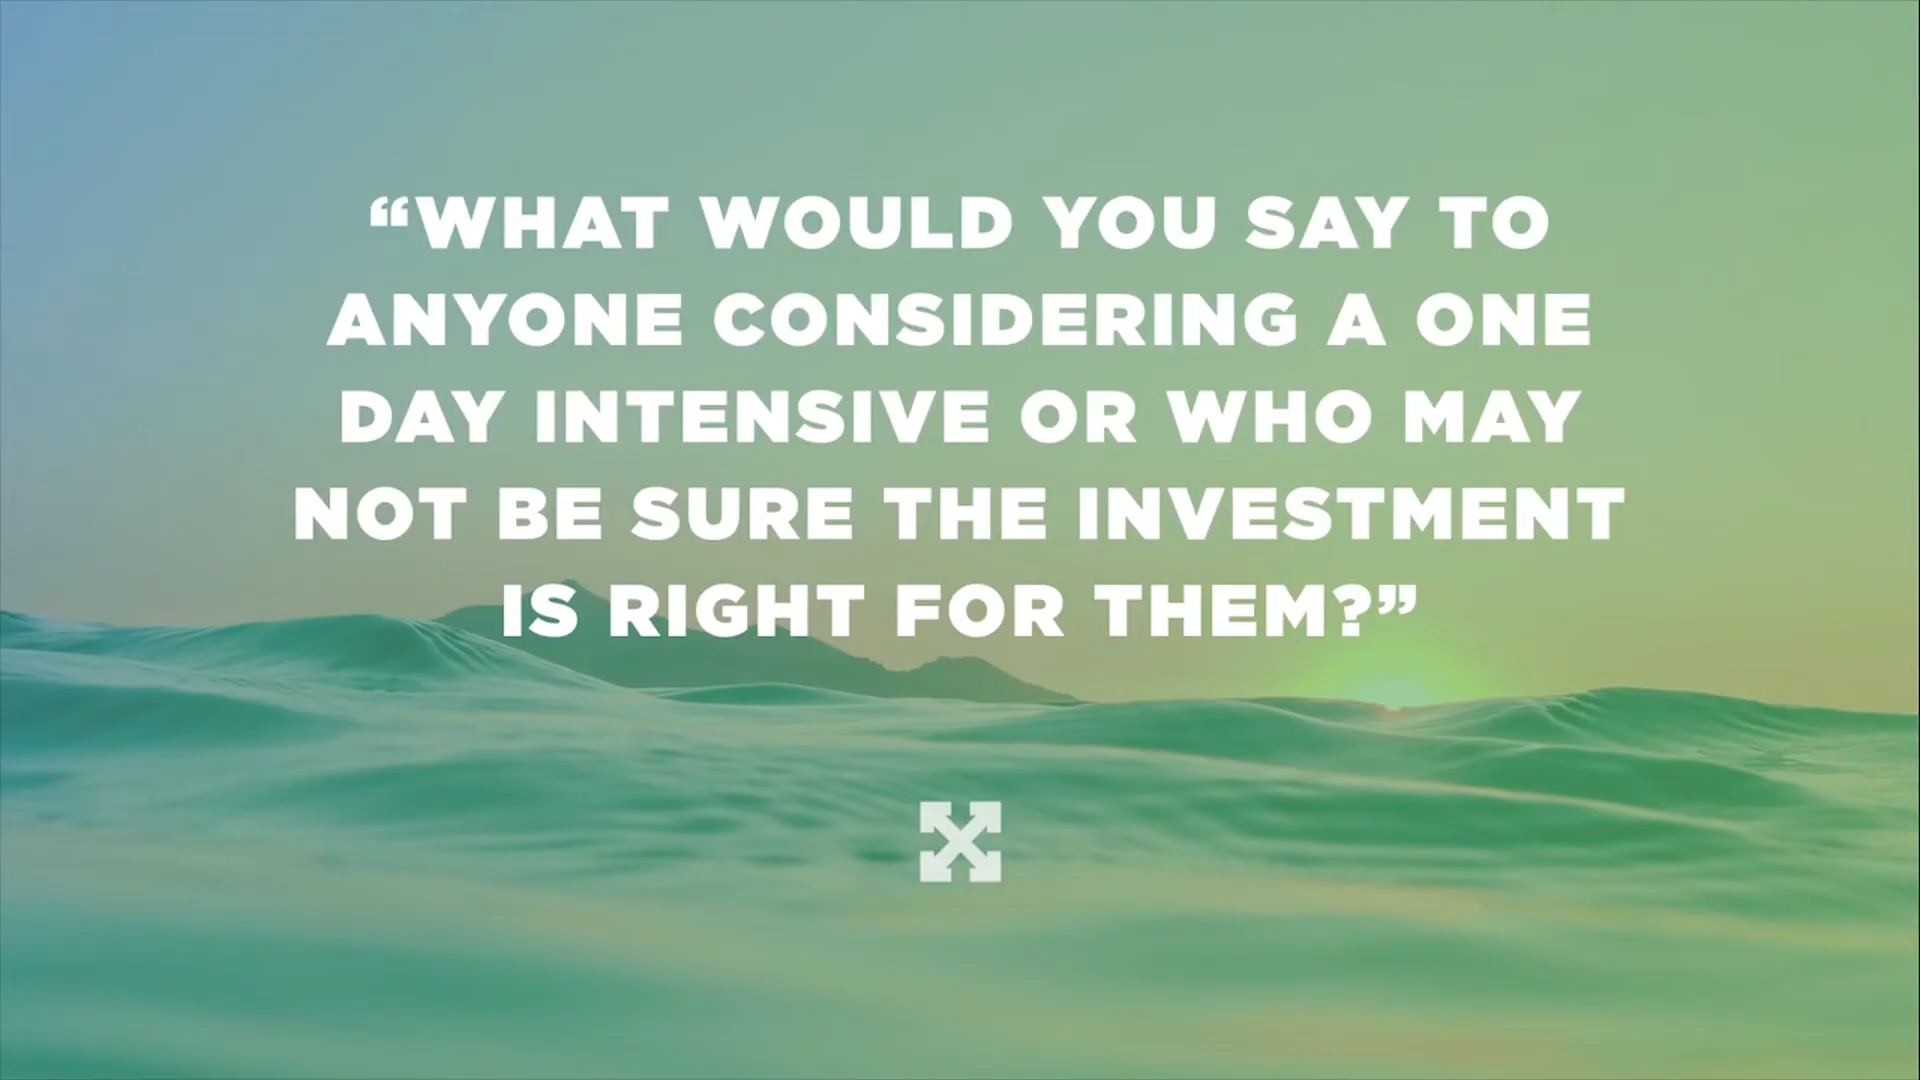 “WHAT WOULD YOU SAY TO
ANYONE CONSIDERING A ONE
DAY INTENSIVE OR WHO MAY
NOT BE SURE THE INVESTMENT
IS RIGHT FOR THEM?”